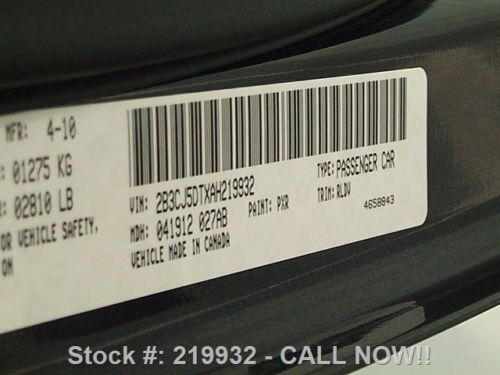 MFR: 4-10
01275 KG
02810 LB
OR VEHICLE SAFETY,
ON
VIN: 2B3CJ5DTXAH219932
TYPE: PASSENGER CAR
MDH: 041912 027AB
PAINT: PXR
TRIM: RLDV
VEHICLE MADE IN CANADA
4658843
Stock #: 219932 - CALL NOW!!